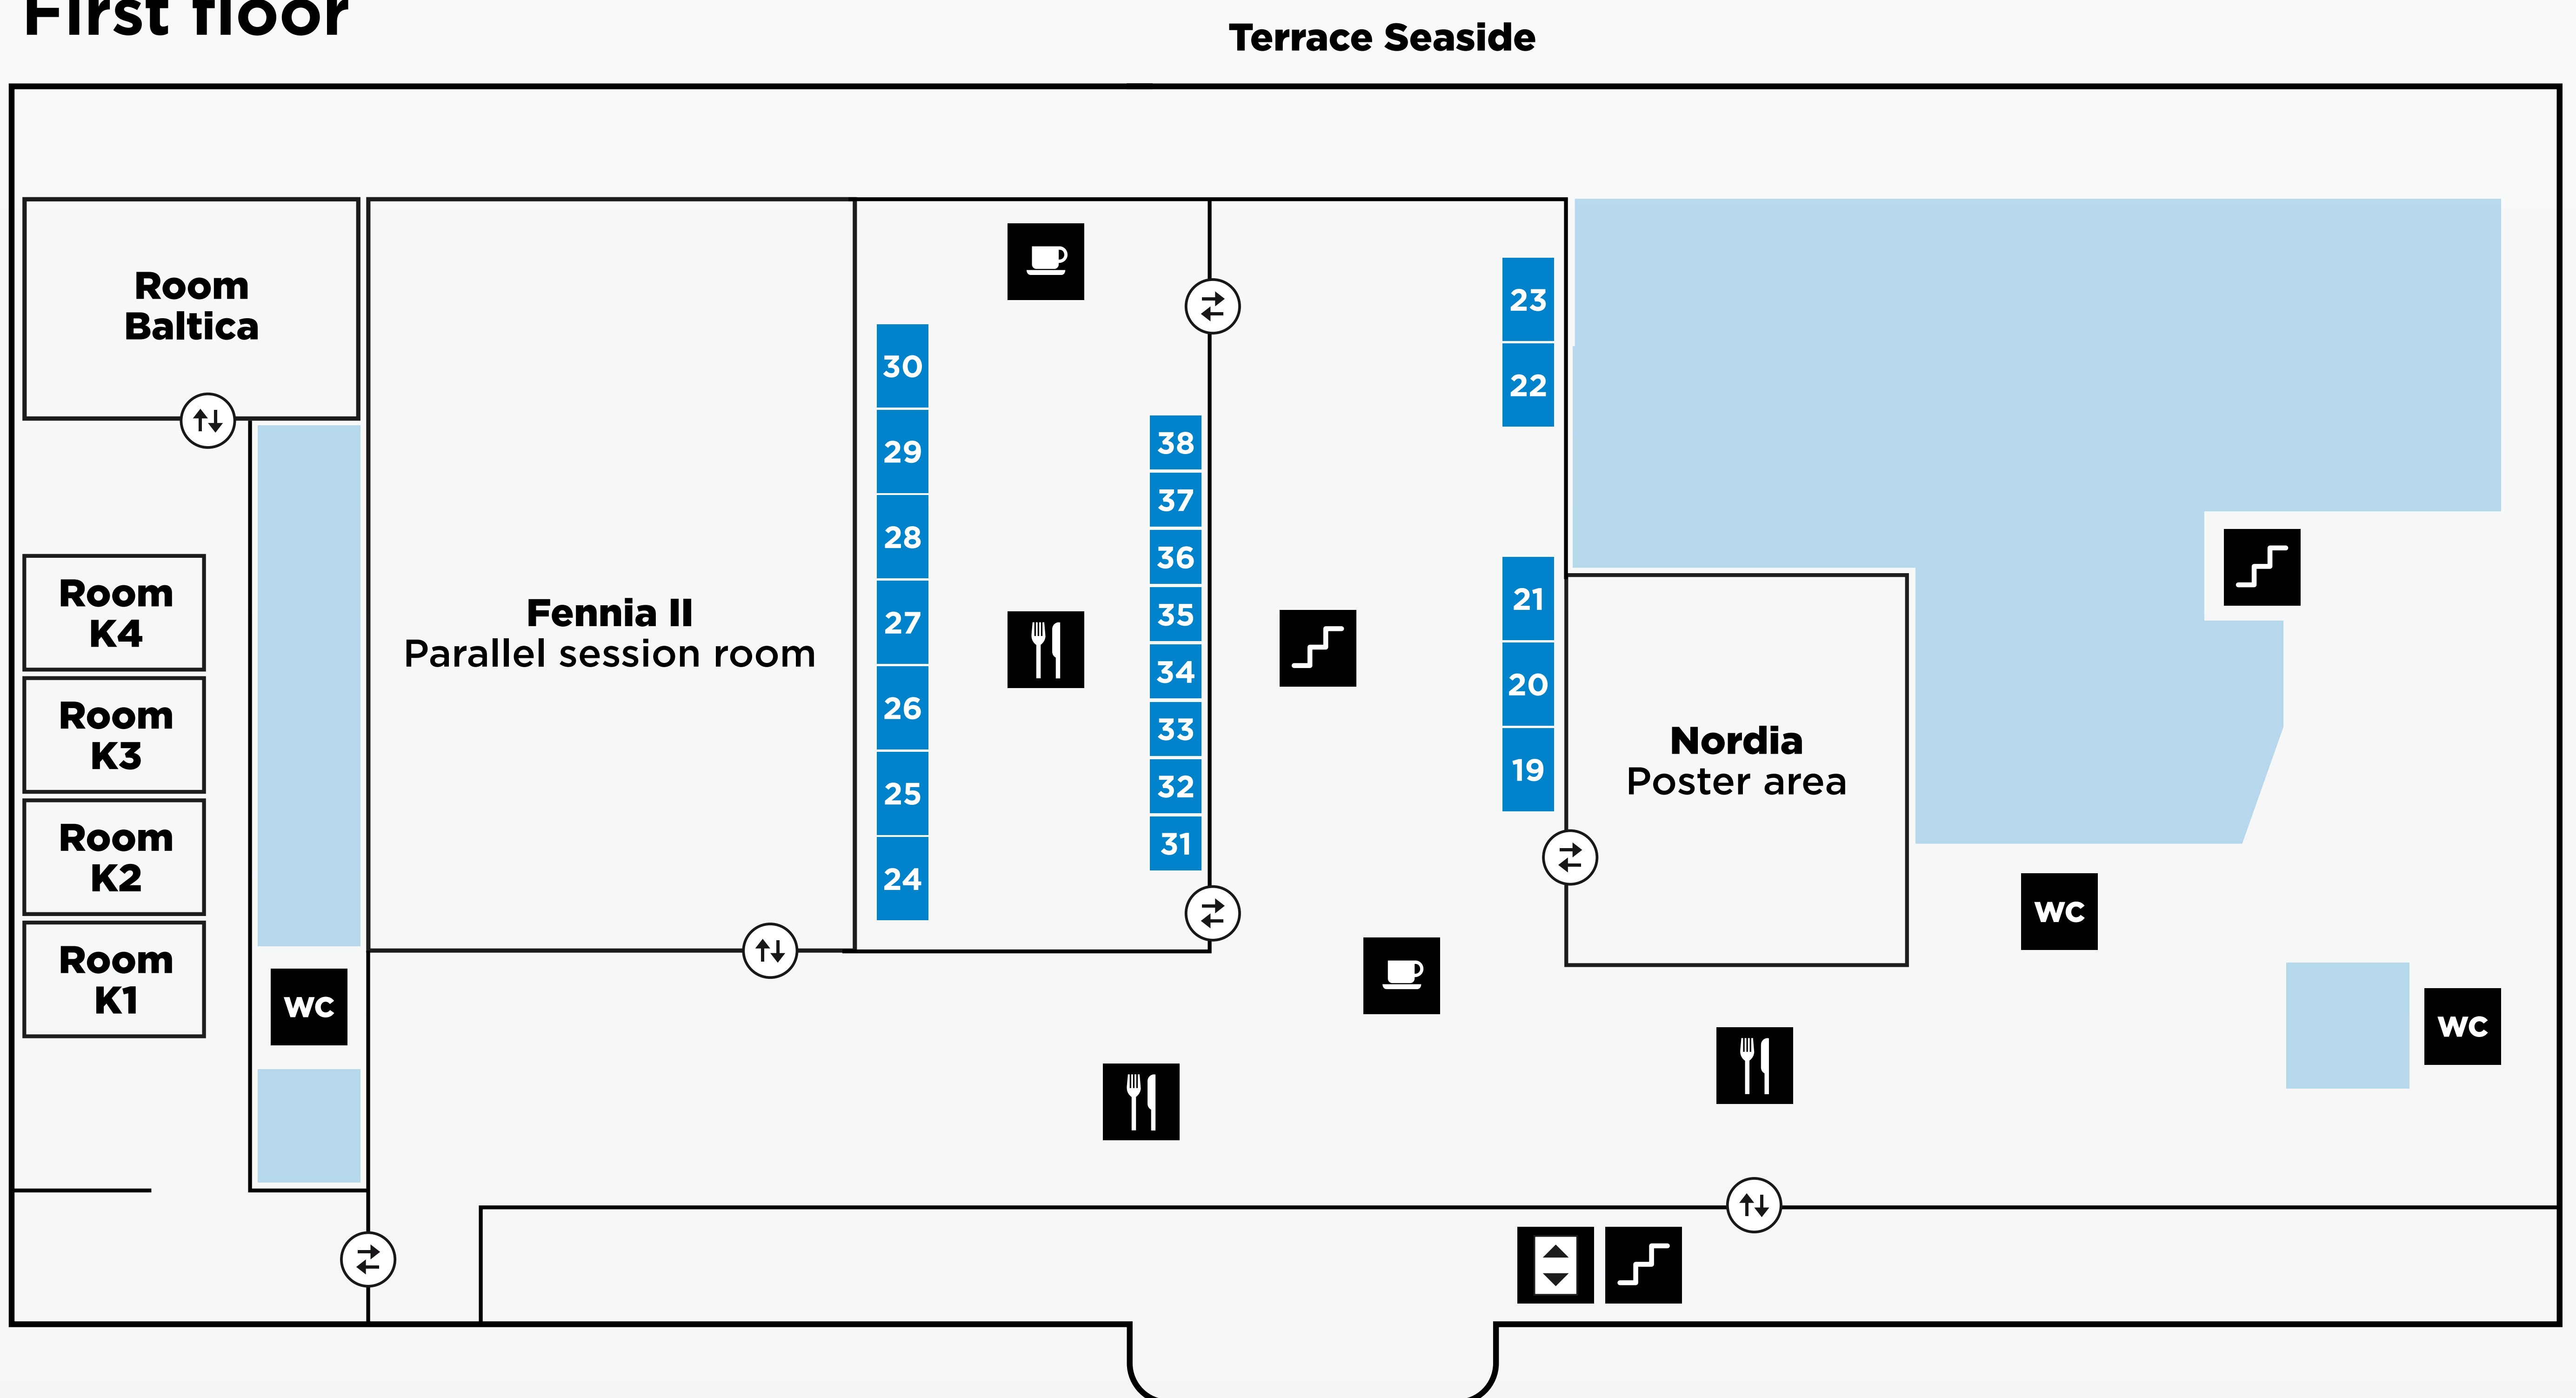 First floor
Terrace Seaside
Room
Baltica
Room
K4
Room
K3
Room
K2
Room
K1
WC
Fennia II
Parallel session room
30
29
28
27
26
25
24
38
37
36
35
34
33
32
31
23
22
21
20
19
Nordia
Poster area
WC
WC